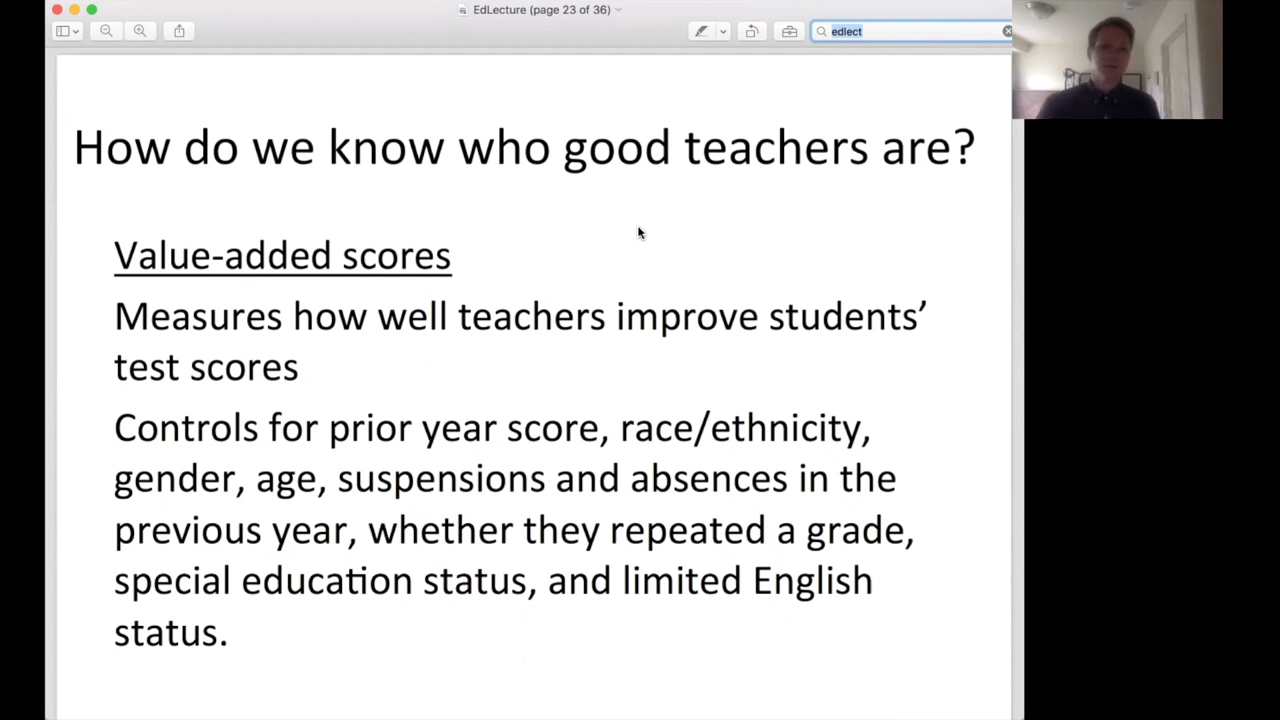 EdLecture (page 23 of 36)
edlect
How do we know who good teachers are?
Value-added scores
Measures how well teachers improve students’
test scores
Controls for prior year score, race/ethnicity,
gender, age, suspensions and absences in the
previous year, whether they repeated a grade,
special education status, and limited English
status.